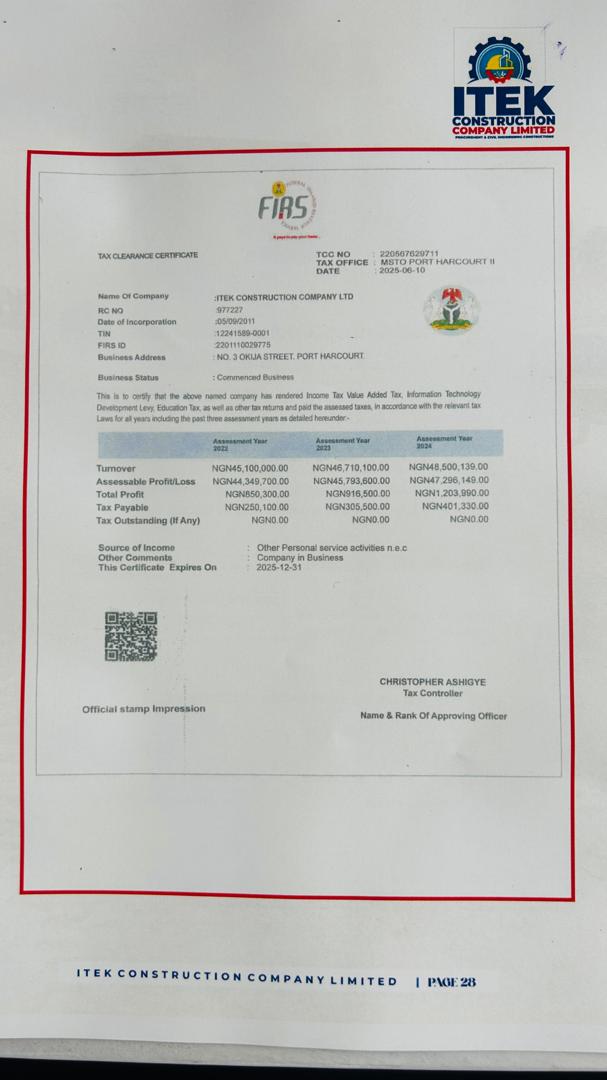 ITEK
CONSTRUCTION
COMPANY LIMITED
PROCUREMENT & CIVIL ENGINEERING CONSTRUCTIONS
FIRS
It pays to pay your taxes...
TAX CLEARANCE CERTIFICATE
TCC NO : 220567629711
TAX OFFICE : MSTO PORT HARCOURT II
DATE : 2025-06-10
Name Of Company :ITEK CONSTRUCTION COMPANY LTD
RC NO :977227
Date of Incorporation :05/09/2011
TIN :12241589-0001
FIRS ID :2201110029775
Business Address : NO. 3 OKIJA STREET. PORT HARCOURT.
Business Status : Commenced Business
This is to certify that the above named company has rendered Income Tax Value Added Tax, Information Technology
Development Levy, Education Tax, as well as other tax returns and paid the assessed taxes, in accordance with the relevant tax
Laws for all years including the past three assessment years as detailed hereunder:-
Assessment Year 2022 Assessment Year 2023 Assessment Year 2024
Turnover NGN45,100,000.00 NGN46,710,100.00 NGN48,500,139.00
Assessable Profit/Loss NGN44,349,700.00 NGN45,793,600.00 NGN47,296,149.00
Total Profit NGN850,300.00 NGN916,500.00 NGN1,203,990.00
Tax Payable NGN250,100.00 NGN305,500.00 NGN401,330.00
Tax Outstanding (If Any) NGN0.00 NGN0.00 NGN0.00
Source of Income : Other Personal service activities n.e.c
Other Comments : Company in Business
This Certificate Expires On : 2025-12-31
CHRISTOPHER ASHIGYE
Tax Controller
Official stamp Impression
Name & Rank Of Approving Officer
ITEK CONSTRUCTION COMPANY LIMITED | PAGE 28